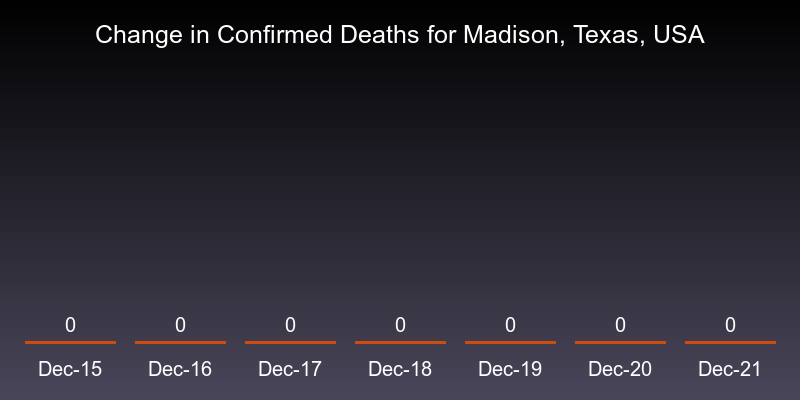 Change in Confirmed Deaths for Madison, Texas, USA
0 0 0 0 0 0 0
Dec-15 Dec-16 Dec-17 Dec-18 Dec-19 Dec-20 Dec-21